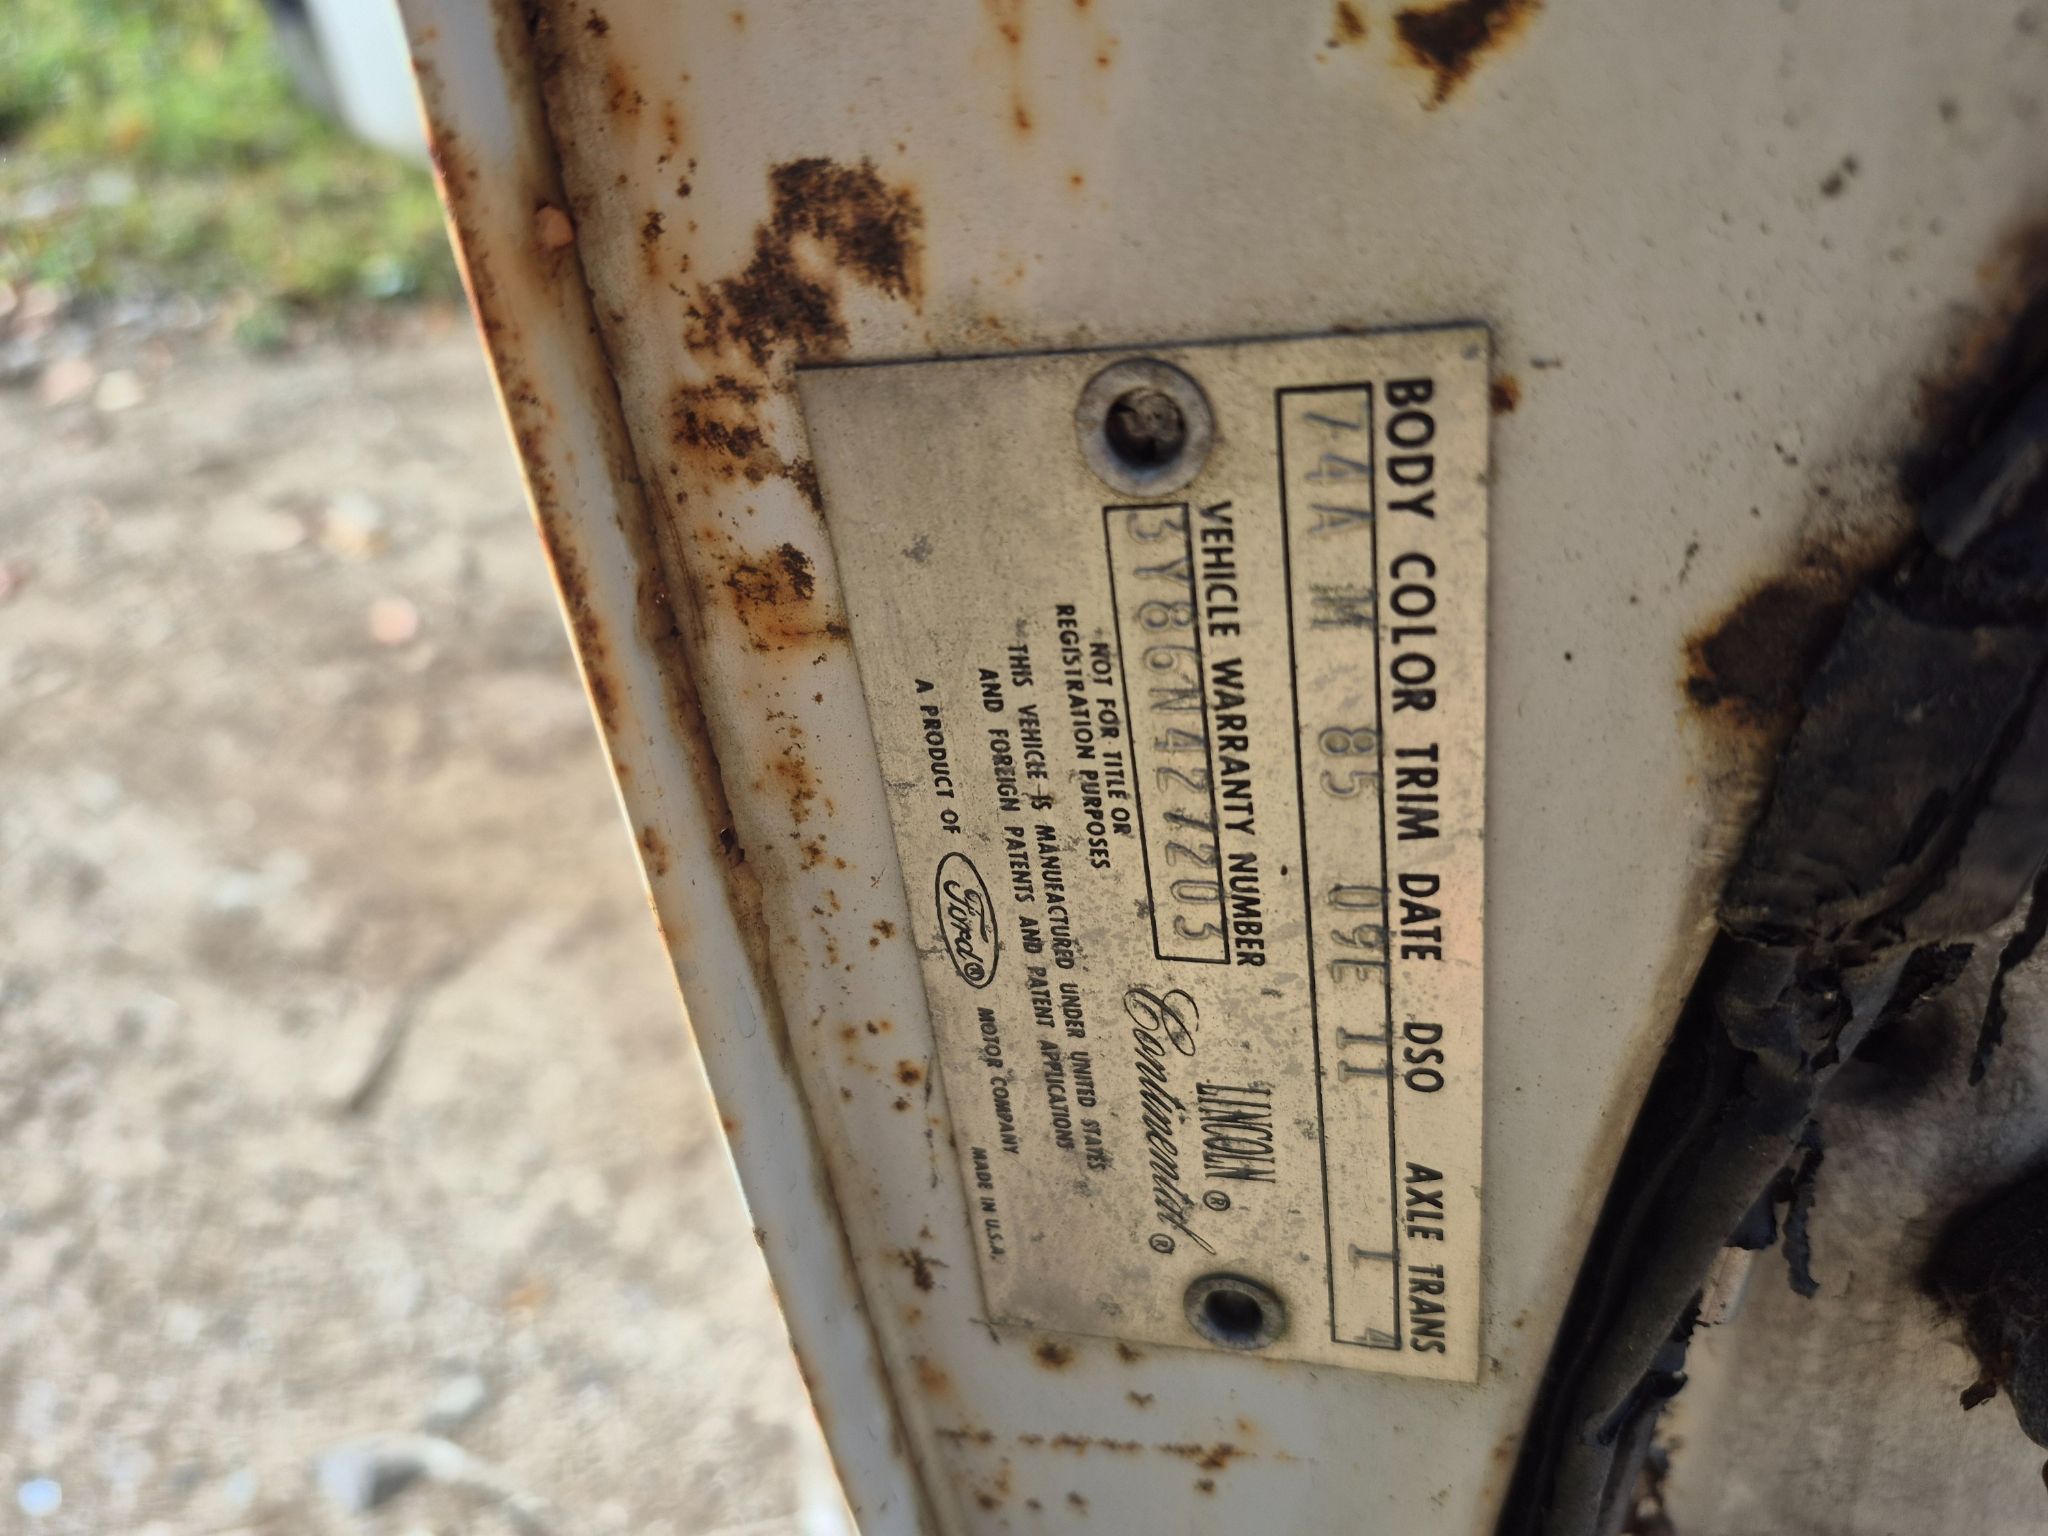 BODY COLOR TRIM DATE DSO AXLE TRANS
74A M 85 09E 11 1 4
VEHICLE WARRANTY NUMBER
3Y86N427203
NOT FOR TITLE OR
REGISTRATION PURPOSES
LINCOLN®
Continental®
THIS VEHICLE IS MANUFACTURED UNDER UNITED STATES
AND FOREIGN PATENTS AND PATENT APPLICATIONS
A PRODUCT OF Ford® MOTOR COMPANY MADE IN U.S.A.